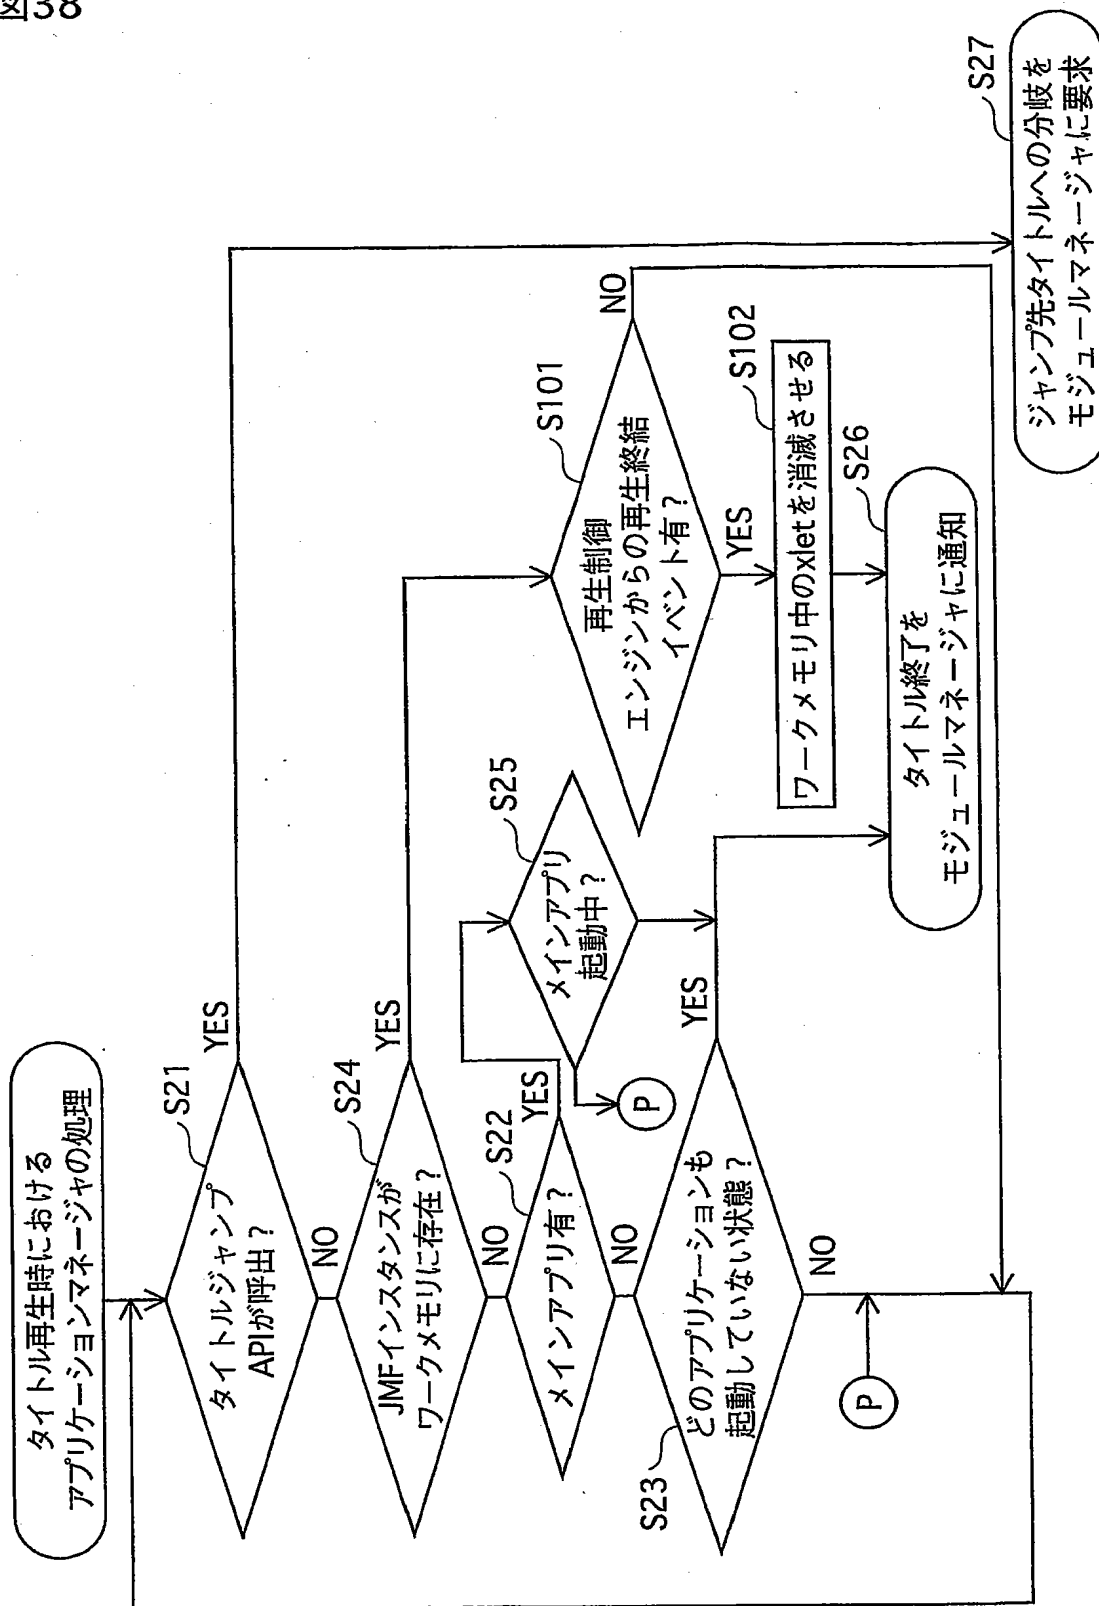 図38
タイトル再生時における
アプリケーションマネージャの処理
S21
タイトルジャンプ
APIが呼出？
YES
NO
S24
JMFインスタンスが
ワークメモリに存在？
YES
NO
S22
メインアプリ有？
YES
NO
S25
メインアプリ
起動中？
P
S23
どのアプリケーションも
起動していない状態？
YES
NO
P
S101
再生制御
エンジンからの再生終結
イベント有？
NO
YES
S102
ワークメモリ中のxletを消滅させる
S26
タイトル終了を
モジュールマネージャに通知
S27
ジャンプ先タイトルへの分岐を
モジュールマネージャに要求